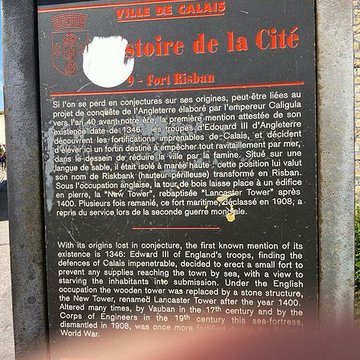 VILLE DE CALAIS
stoire de la Cité
9 - Fort Risban
Si l'on se perd en conjectures sur ses origines, peut-être liées au
projet de conquête de l'Angleterre élaboré par l'empereur Caligula
vers l'an 40 avant notre ère, la première mention attestée de son
existence date de 1346 : les troupes d'Edouard III d'Angleterre
découvrent les fortifications imprenables de Calais, et décident
d'élever ici un fortin destiné à empêcher tout ravitaillement par mer,
dans le dessein de réduire la ville par la famine. Situé sur une
langue de sable, il était isolé à marée haute : cette position lui valut
son nom de Riskbank (hauteur périlleuse) transformé en Risban.
Sous l'occupation anglaise, la tour de bois laisse place à un édifice
en pierre, la "New Tower", rebaptisée "Lancaster Tower" après
1400. Plusieurs fois remanié, ce fort maritime, déclassé en 1908, a
repris du service lors de la seconde guerre mondiale.
With its origins lost in conjecture, the first known mention of its
existence is 1346: Edward III of England's troops, finding the
defences of Calais impenetrable, decided to erect a small fort to
prevent any supplies reaching the town by sea, with a view to
starving the inhabitants into submission. Under the English
occupation the wooden tower was replaced by a stone structure,
the New Tower, renamed Lancaster Tower after the year 1400.
Altered many times, by Vauban in the 17th century and by the
Corps of Engineers in the 19th century this sea-fortress,
dismantled in 1908, was once more fortified
World War.